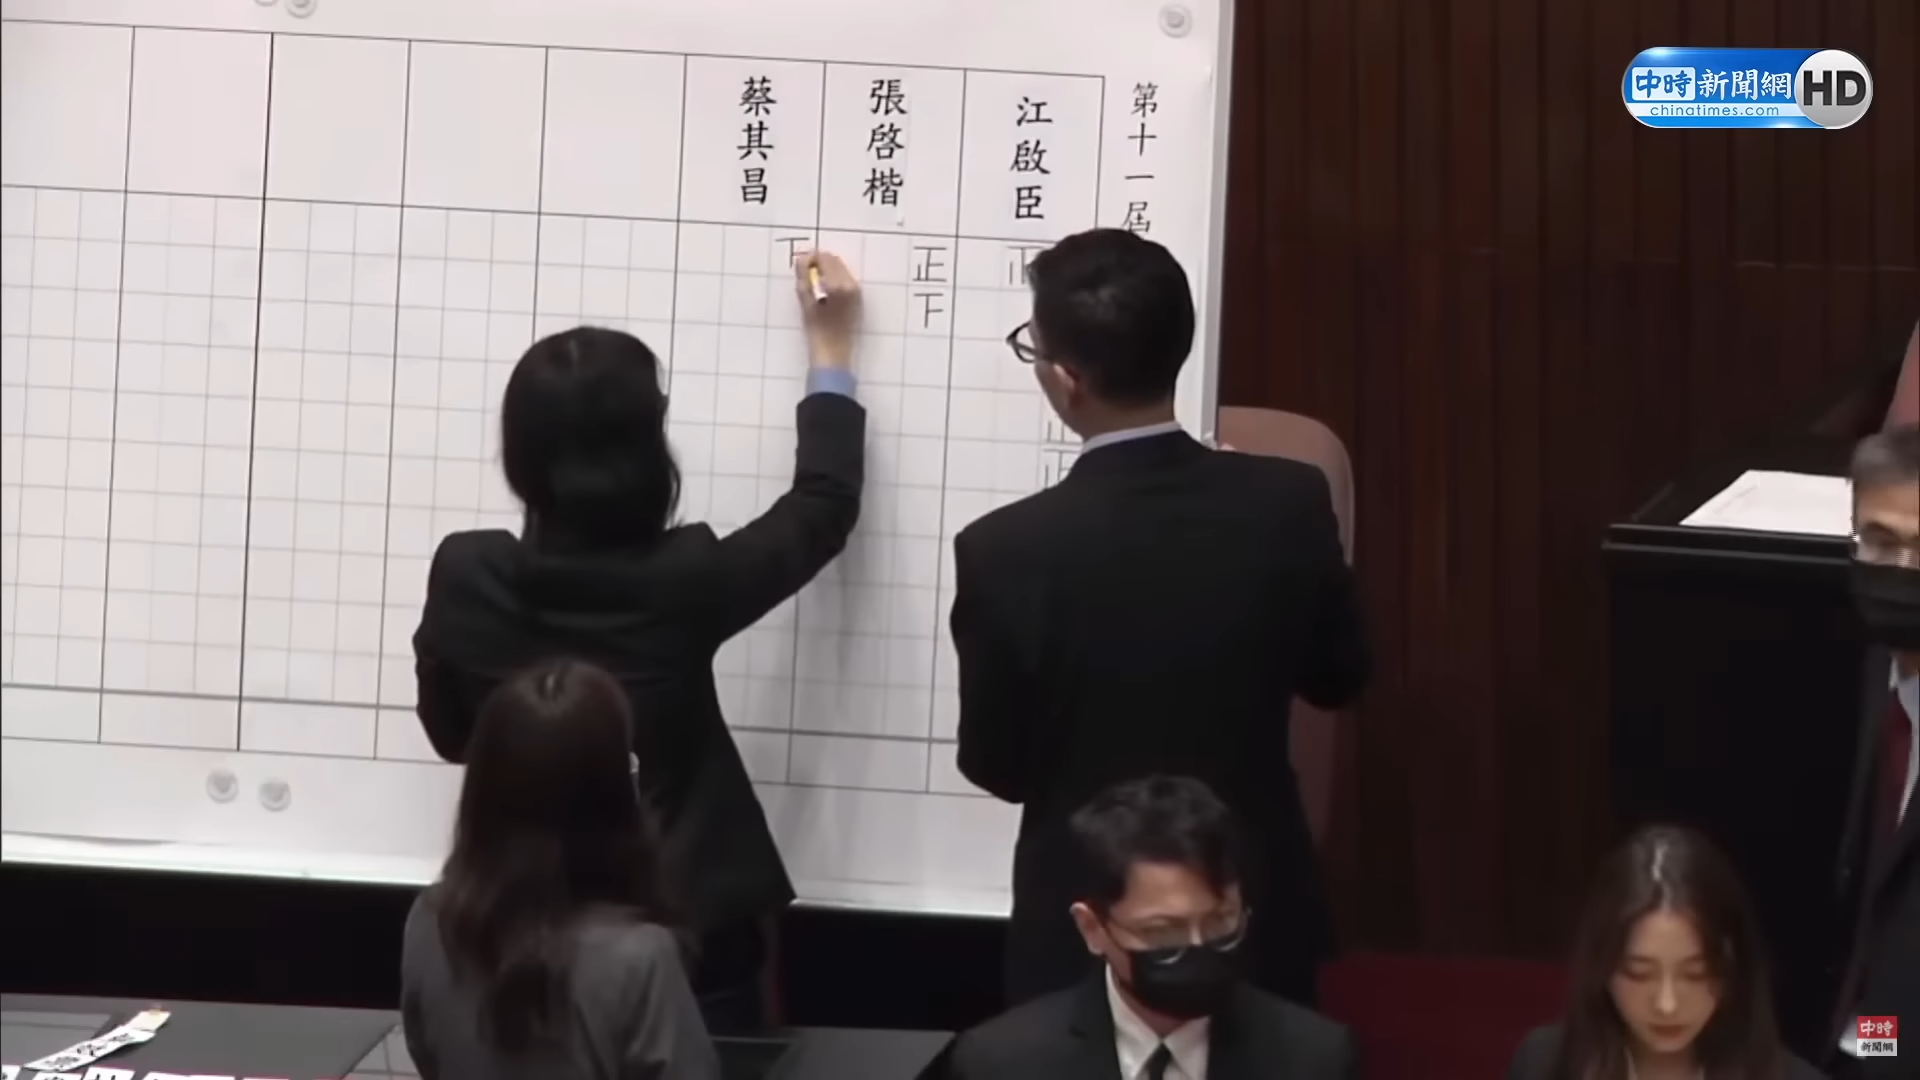 第十一屆
江啟臣
張啓楷
蔡其昌
正
下
下
中時新聞網 HD
chinatimes.com
中時
新聞網